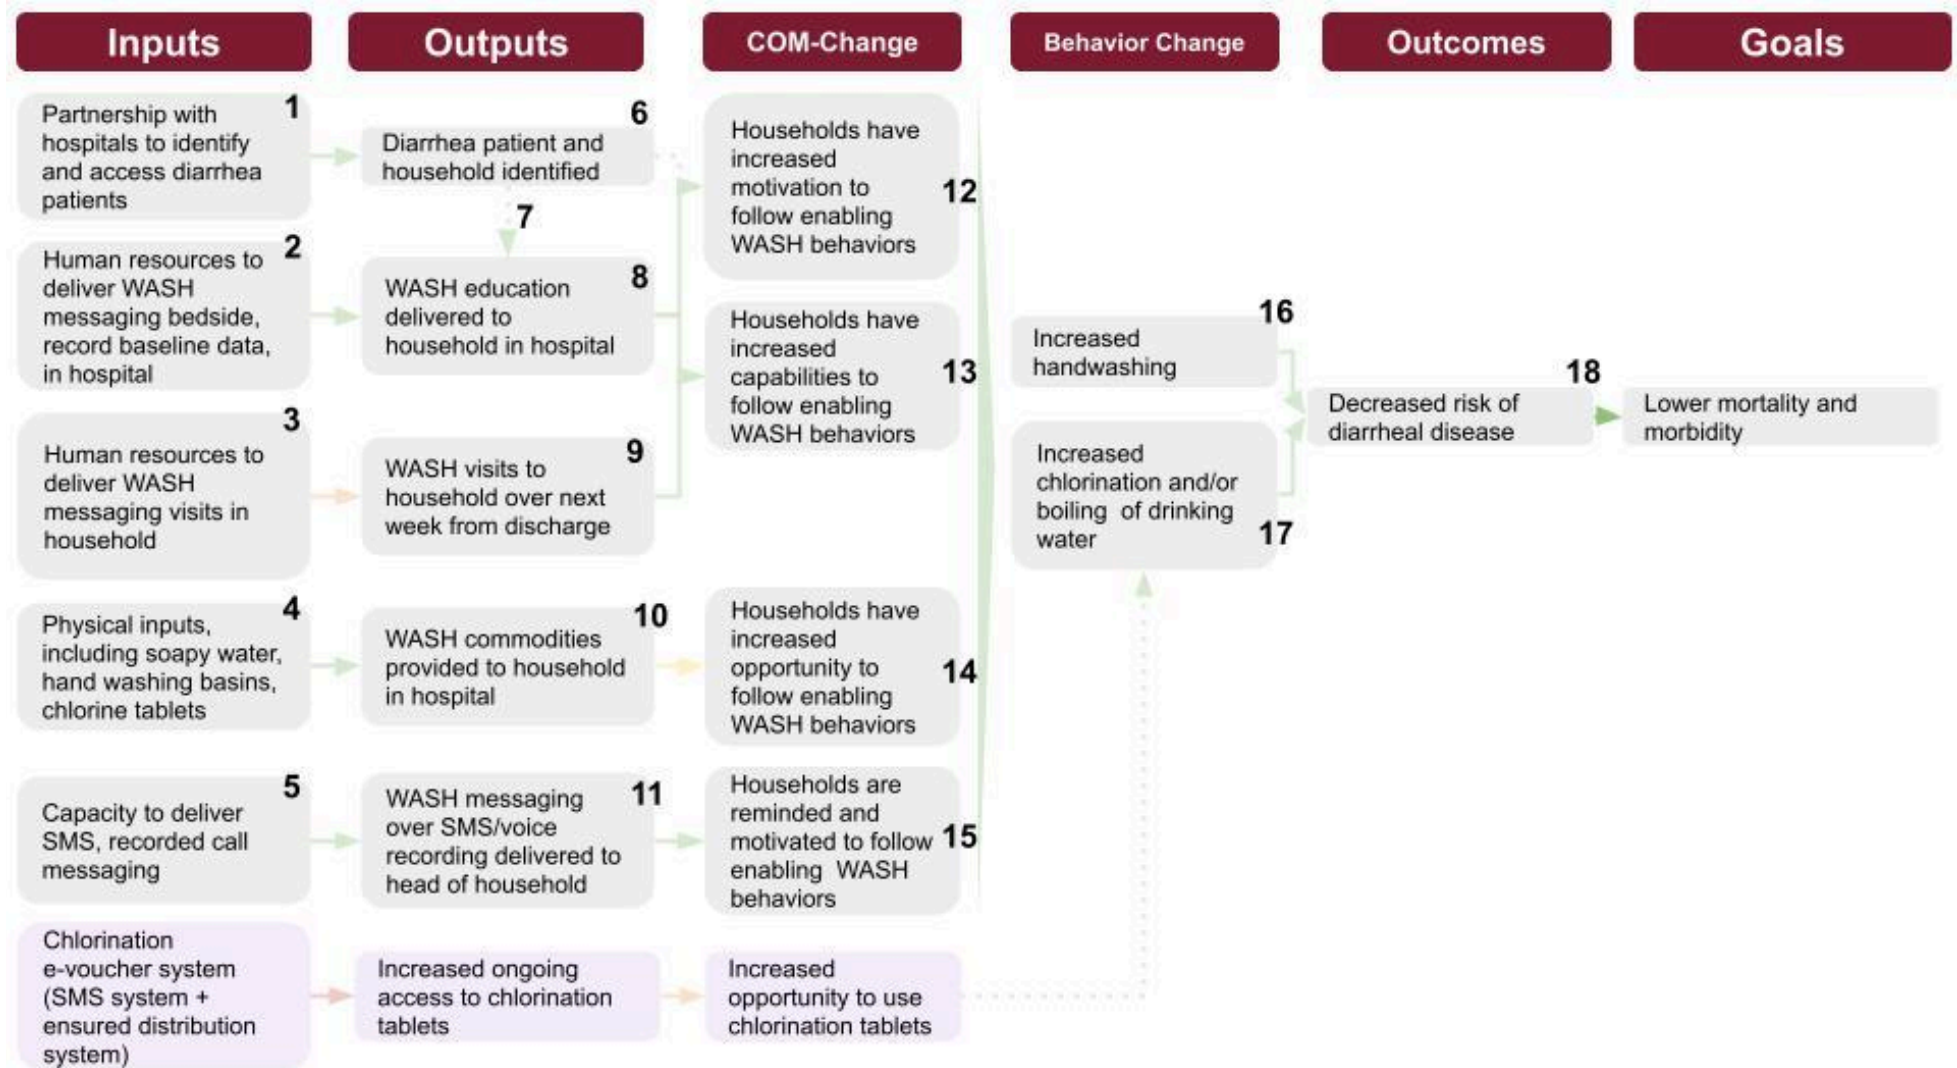 Inputs
Outputs
COM-Change
Behavior Change
Outcomes
Goals
Partnership with
hospitals to identify
and access diarrhea
patients
1
Diarrhea patient and
household identified
6
7
Households have
increased
motivation to
follow enabling
WASH behaviors
12
Human resources to
deliver WASH
messaging bedside,
record baseline data,
in hospital
2
WASH education
delivered to
household in hospital
8
Households have
increased
capabilities to
follow enabling
WASH behaviors
13
Human resources to
deliver WASH
messaging visits in
household
3
WASH visits to
household over next
week from discharge
9
Physical inputs,
including soapy water,
hand washing basins,
chlorine tablets
4
WASH commodities
provided to household
in hospital
10
Households have
increased
opportunity to
follow enabling
WASH behaviors
14
Capacity to deliver
SMS, recorded call
messaging
5
WASH messaging
over SMS/voice
recording delivered to
head of household
11
Households are
reminded and
motivated to follow
enabling WASH
behaviors
15
Chlorination
e-voucher system
(SMS system +
ensured distribution
system)
Increased ongoing
access to chlorination
tablets
Increased
opportunity to use
chlorination tablets
Increased
handwashing
16
Increased
chlorination and/or
boiling of drinking
water
17
Decreased risk of
diarrheal disease
18
Lower mortality and
morbidity